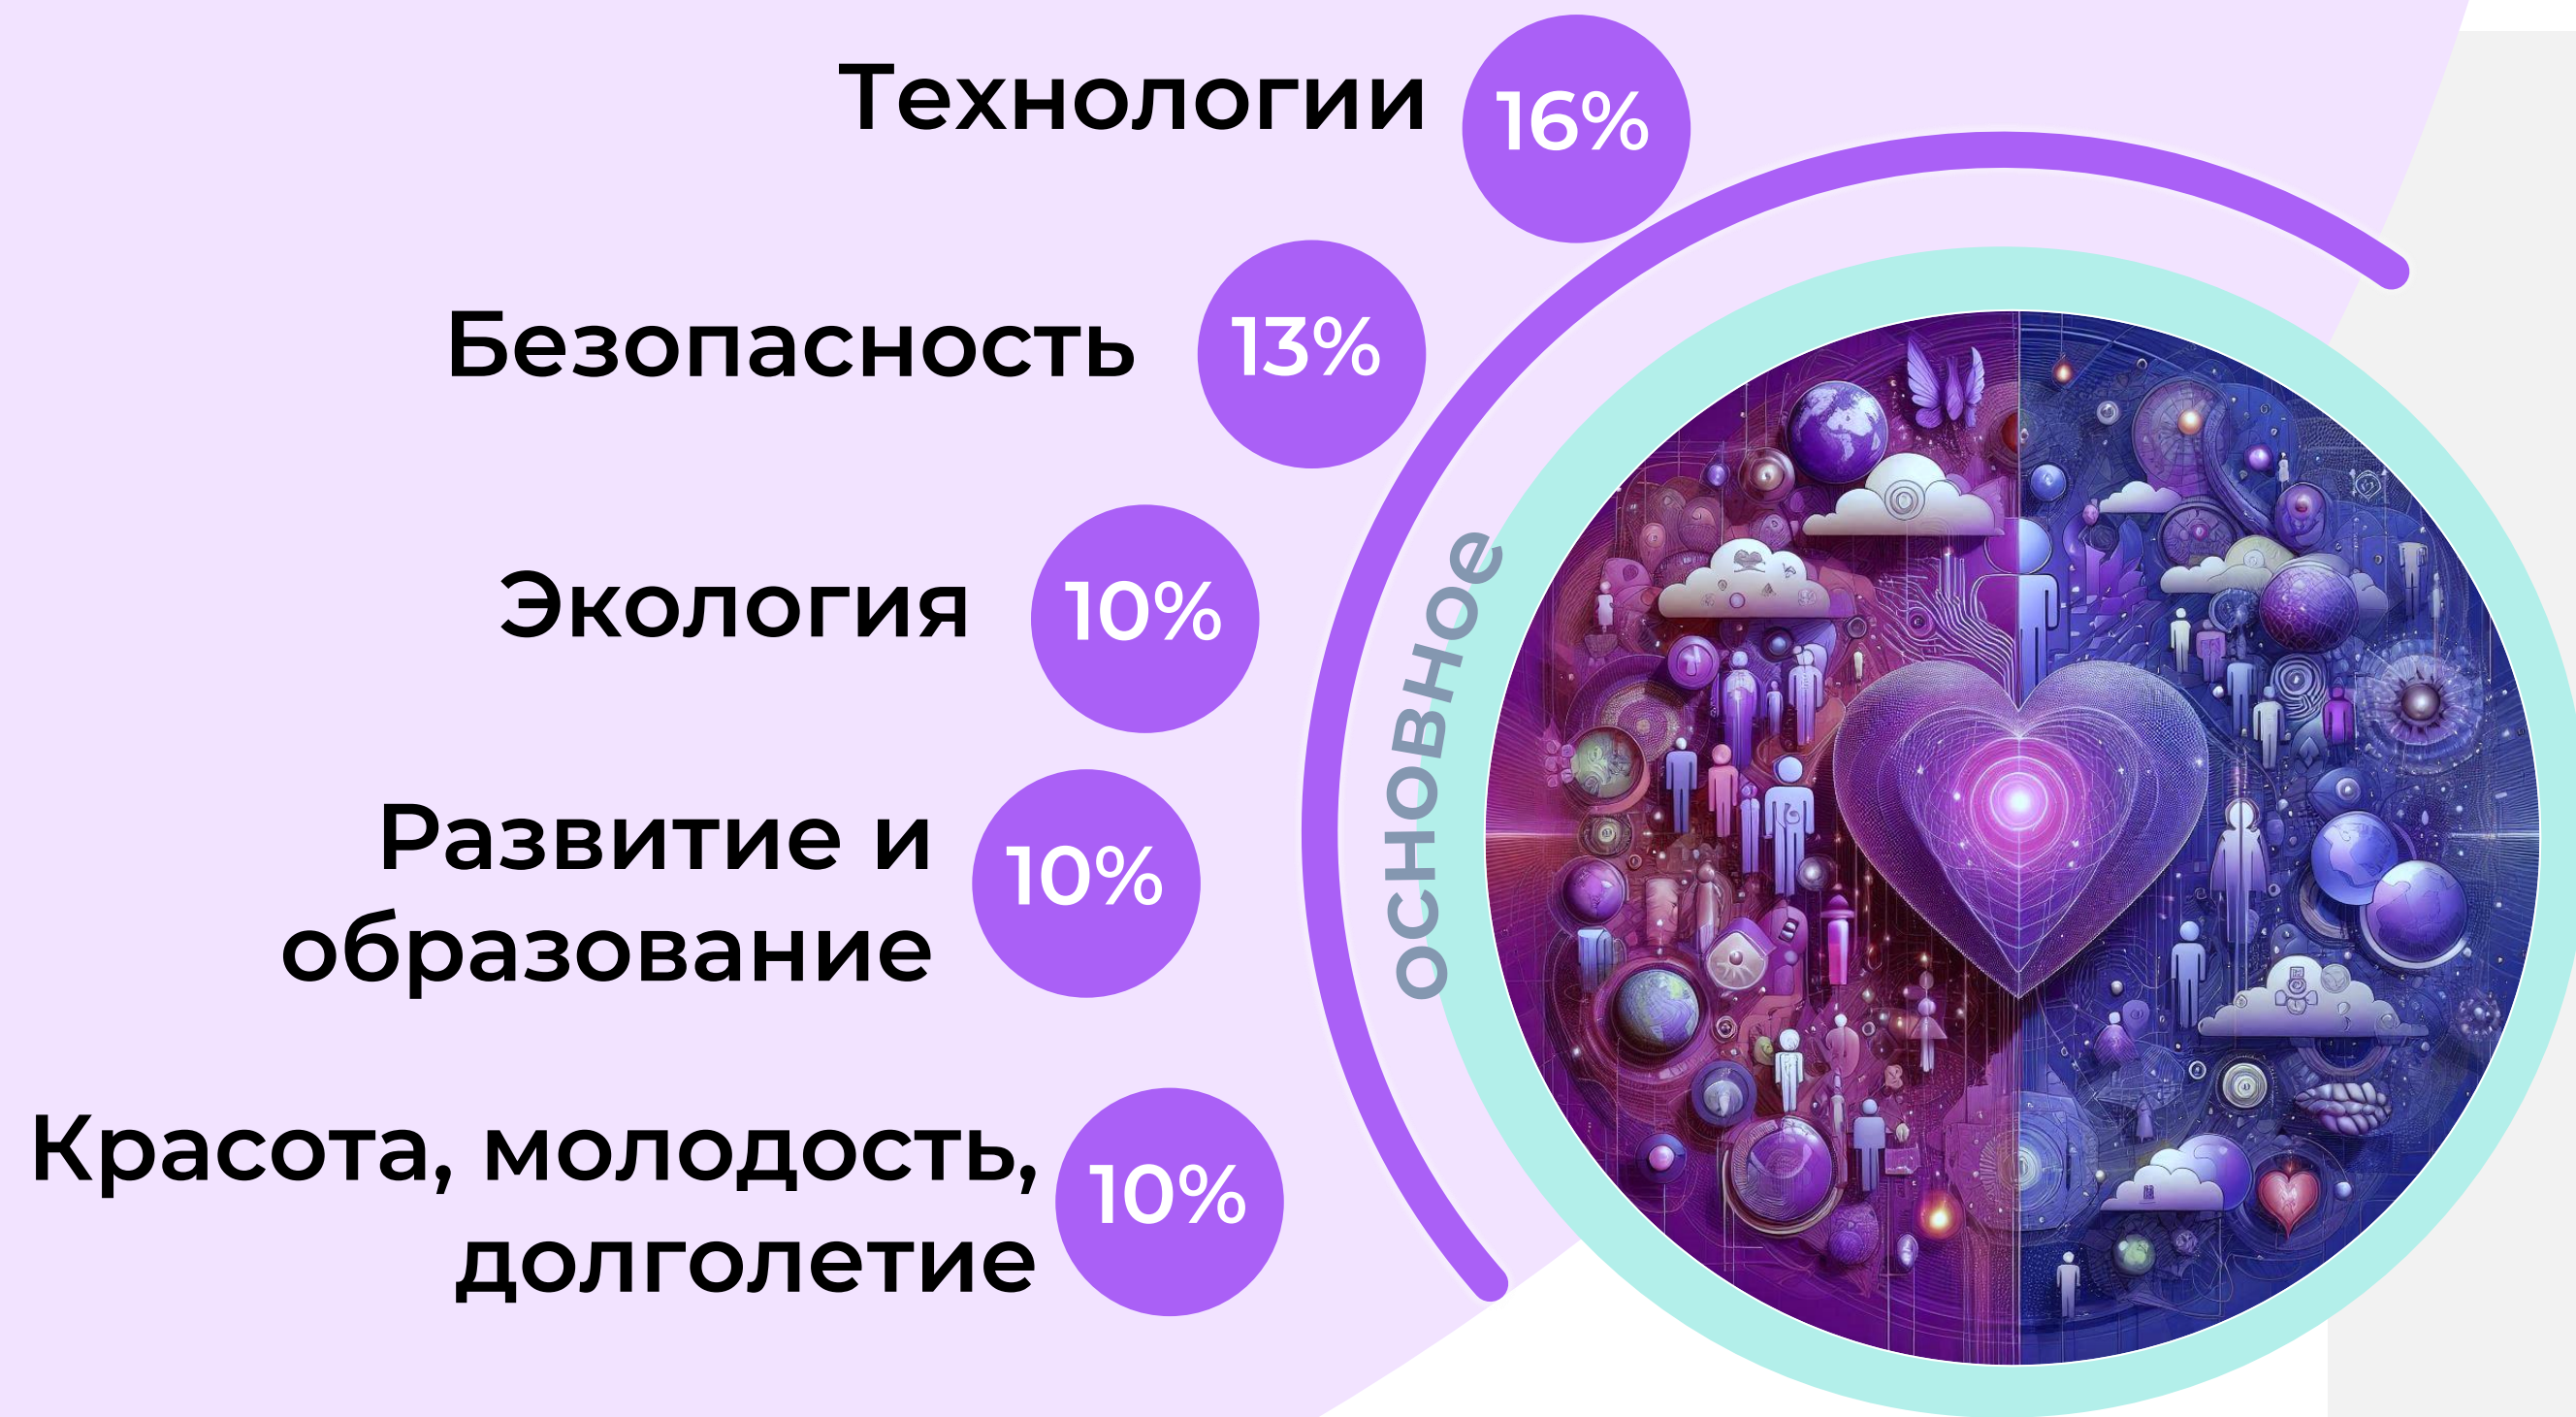 Технологии
16%
Безопасность
13%
Экология
10%
Развитие и
образование
10%
Красота, молодость,
долголетие
10%
основное